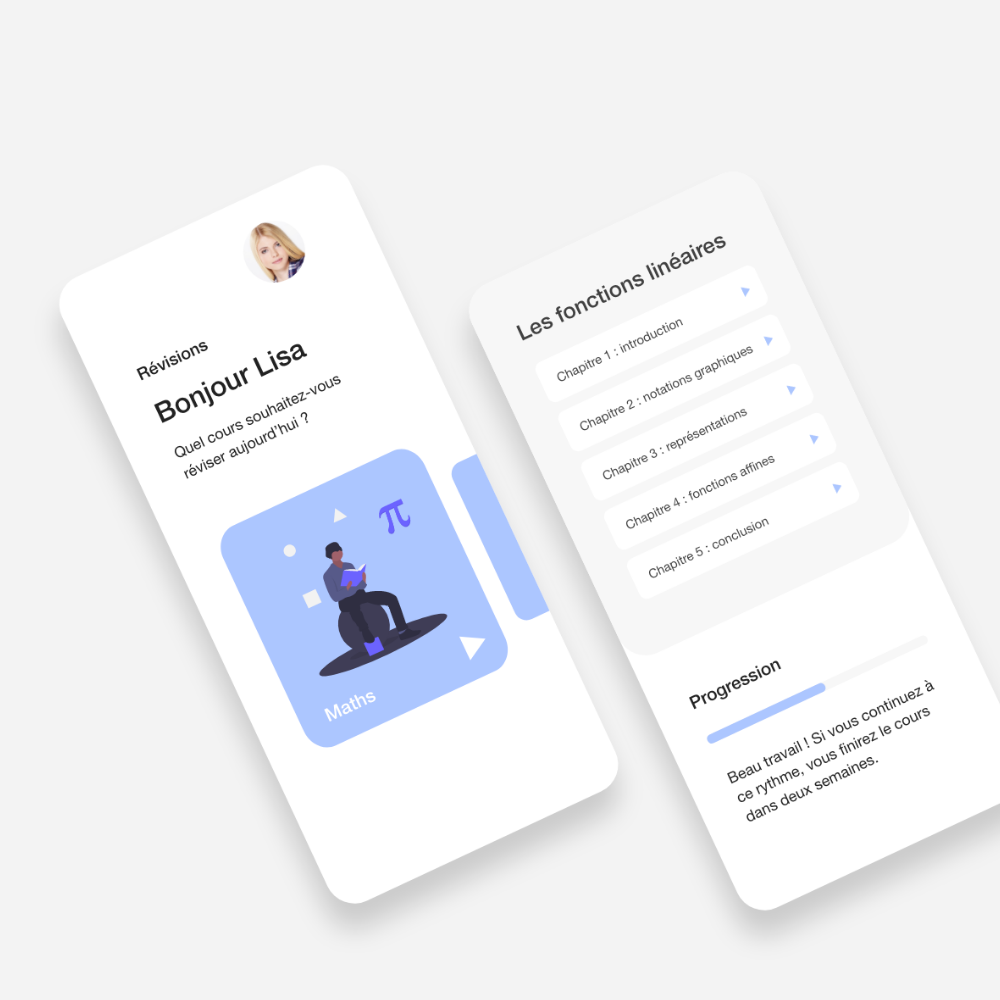 Révisions
Bonjour Lisa
Quel cours souhaitez-vous
réviser aujourd'hui ?
π
Maths
Les fonctions linéaires
Chapitre 1 : introduction
Chapitre 2 : notations graphiques
Chapitre 3 : représentations
Chapitre 4 : fonctions affines
Chapitre 5 : conclusion
Progression
Beau travail ! Si vous continuez à
ce rythme, vous finirez le cours
dans deux semaines.